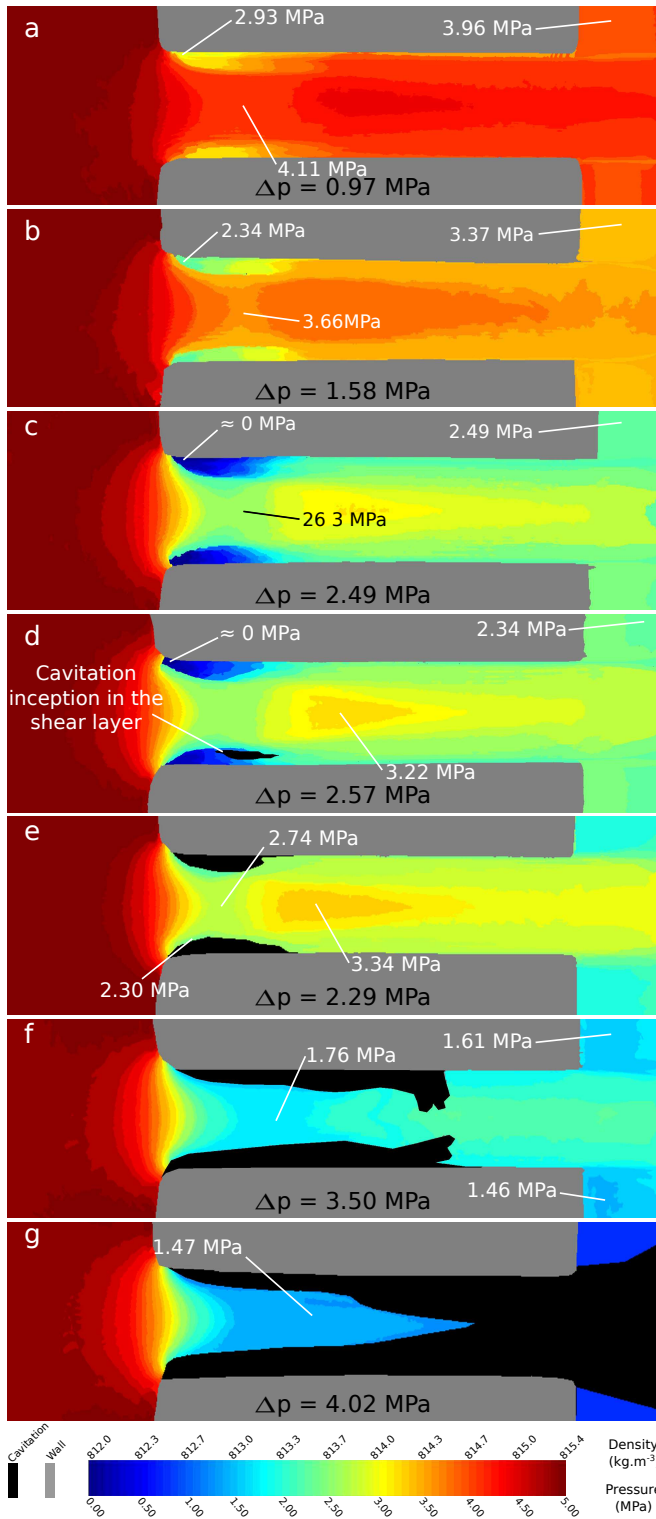 a
2.93 MPa
3.96 MPa
4.11 MPa
Δp = 0.97 MPa
b
2.34 MPa
3.37 MPa
3.66MPa
Δp = 1.58 MPa
c
≈ 0 MPa
2.49 MPa
26 3 MPa
Δp = 2.49 MPa
d
≈ 0 MPa
2.34 MPa
Cavitation
inception in the
shear layer
3.22 MPa
Δp = 2.57 MPa
e
2.74 MPa
2.30 MPa
3.34 MPa
Δp = 2.29 MPa
f
1.76 MPa
1.61 MPa
1.46 MPa
Δp = 3.50 MPa
g
1.47 MPa
Δp = 4.02 MPa
Cavitation
Wall
812.0 812.3 812.7 813.0 813.3 813.7 814.0 814.3 814.7 815.0 815.4
Density
(kg.m-3
0.00 0.50 1.00 1.50 2.00 2.50 3.00 3.50 4.00 4.50 5.00
Pressure
(MPa)